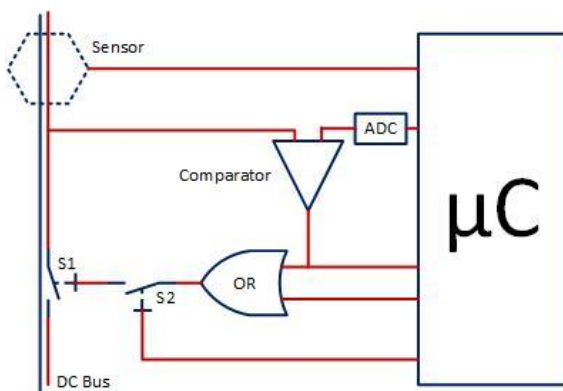 Sensor
ADC
Comparator
μC
S1
OR
S2
DC Bus